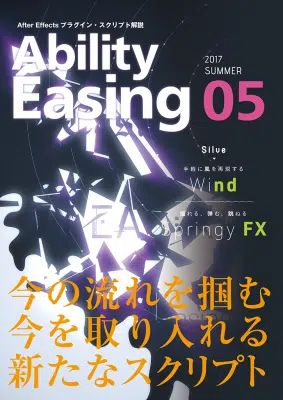 After Effects プラグイン・スクリプト解説
Ability
Easing 05
2017
SUMMER
Silve
手軽に風を再現する
Wind
揺れる、弾む、跳ねる
Springy FX
今の流れを掴む
今を取り入れる
新たなスクリプト